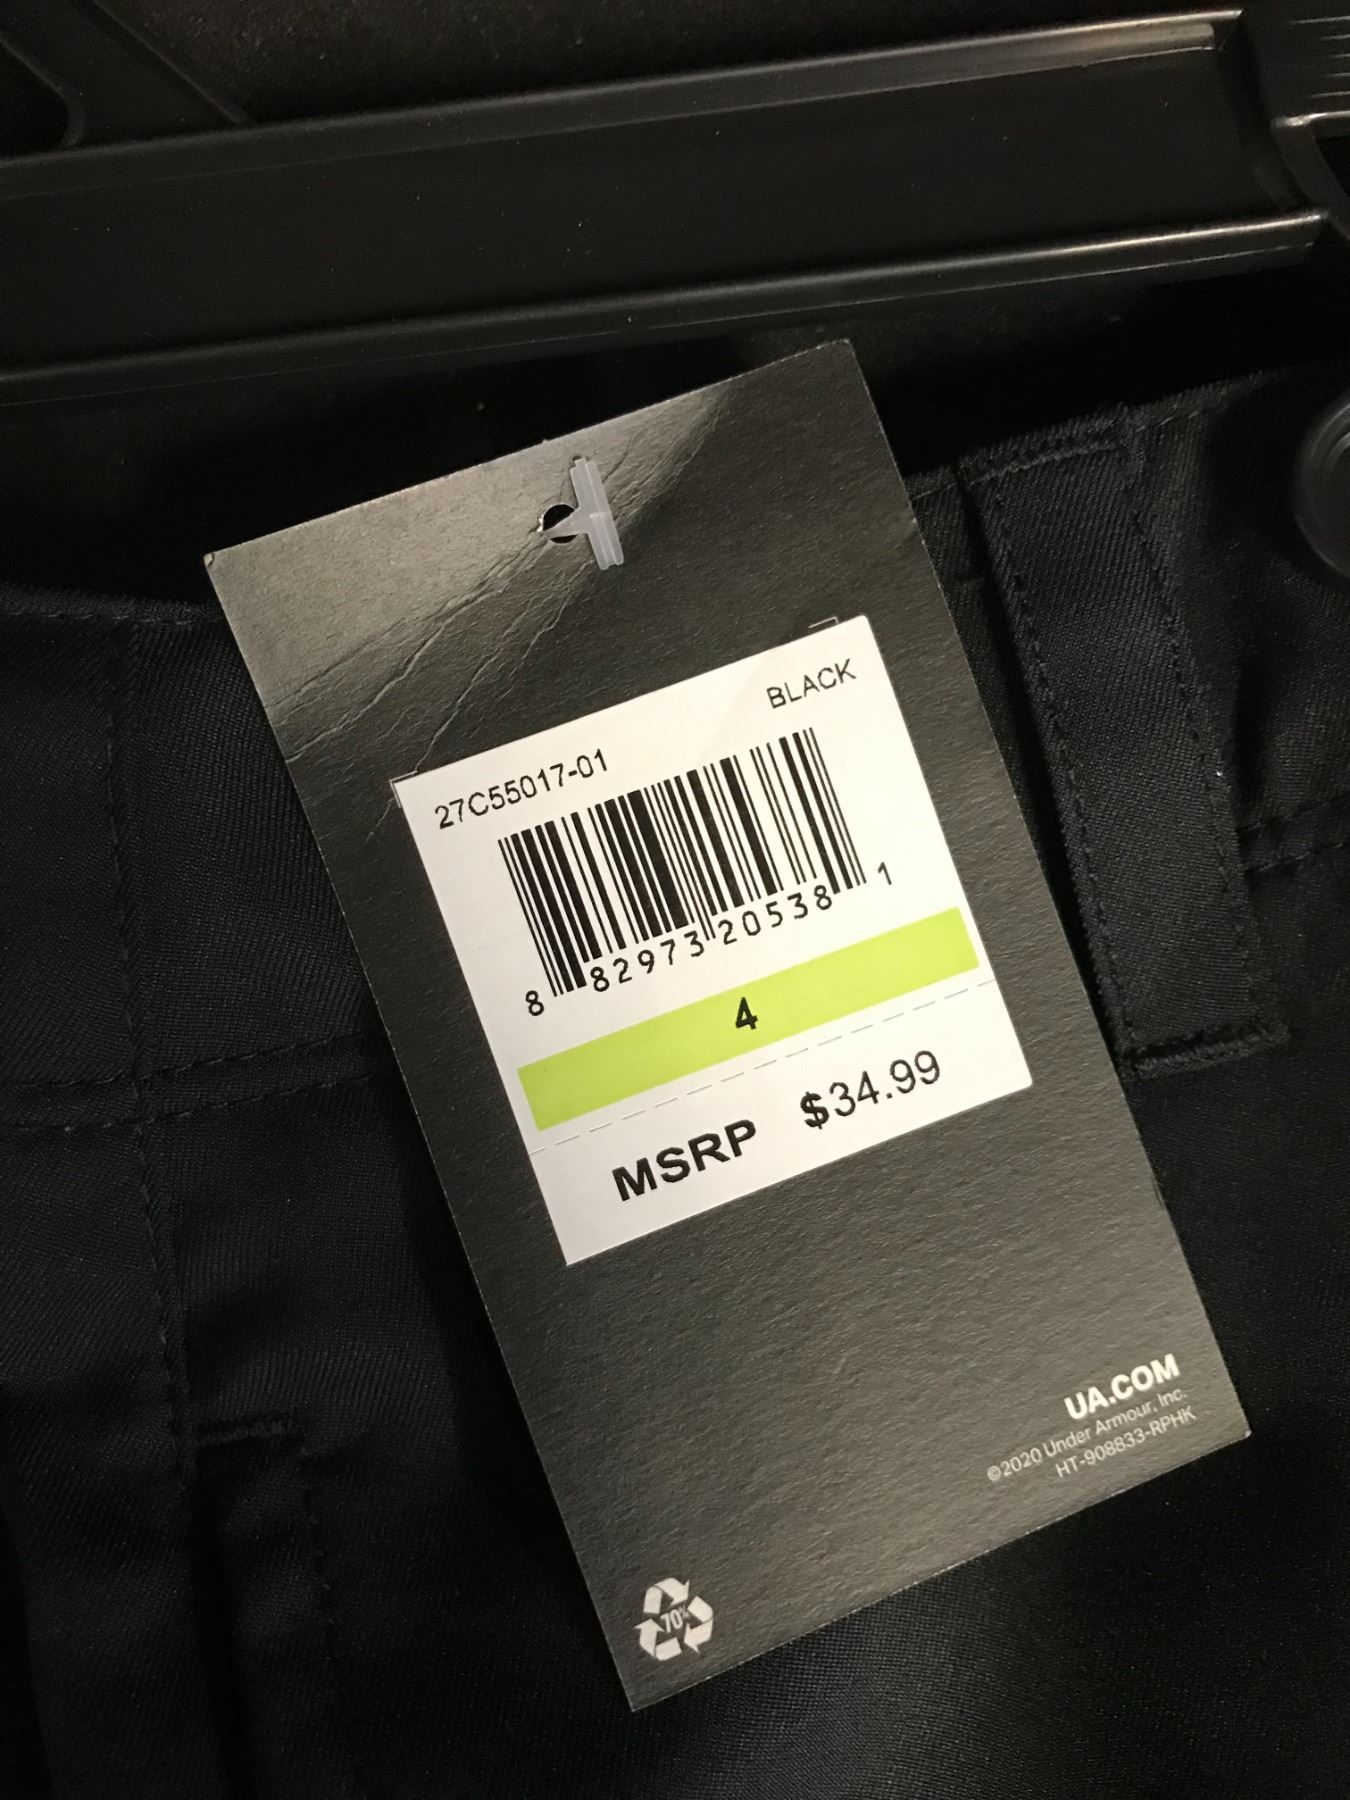 BLACK
27C55017-01
8 82973 20538 1
4
MSRP $34.99
UA.COM
©2020 Under Armour, Inc.
HT-908833-RPHK
70%